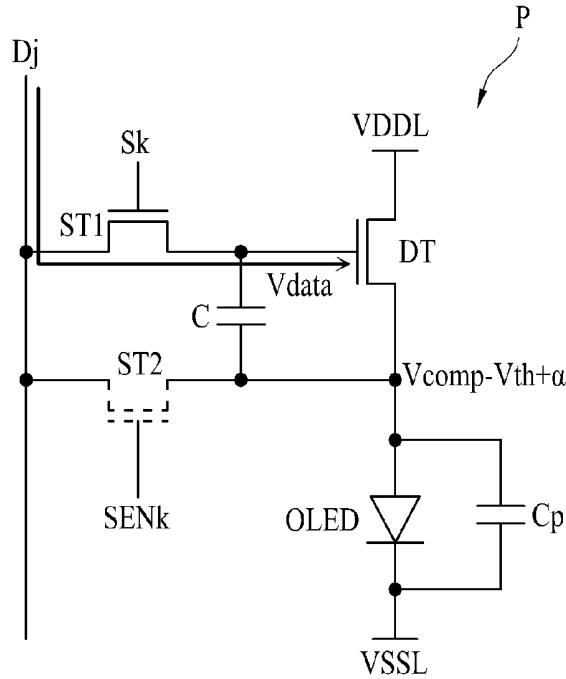 P
Dj
VDDL
Sk
ST1
DT
Vdata
C
ST2
Vcomp-Vth+α
SENk
OLED
Cp
VSSL